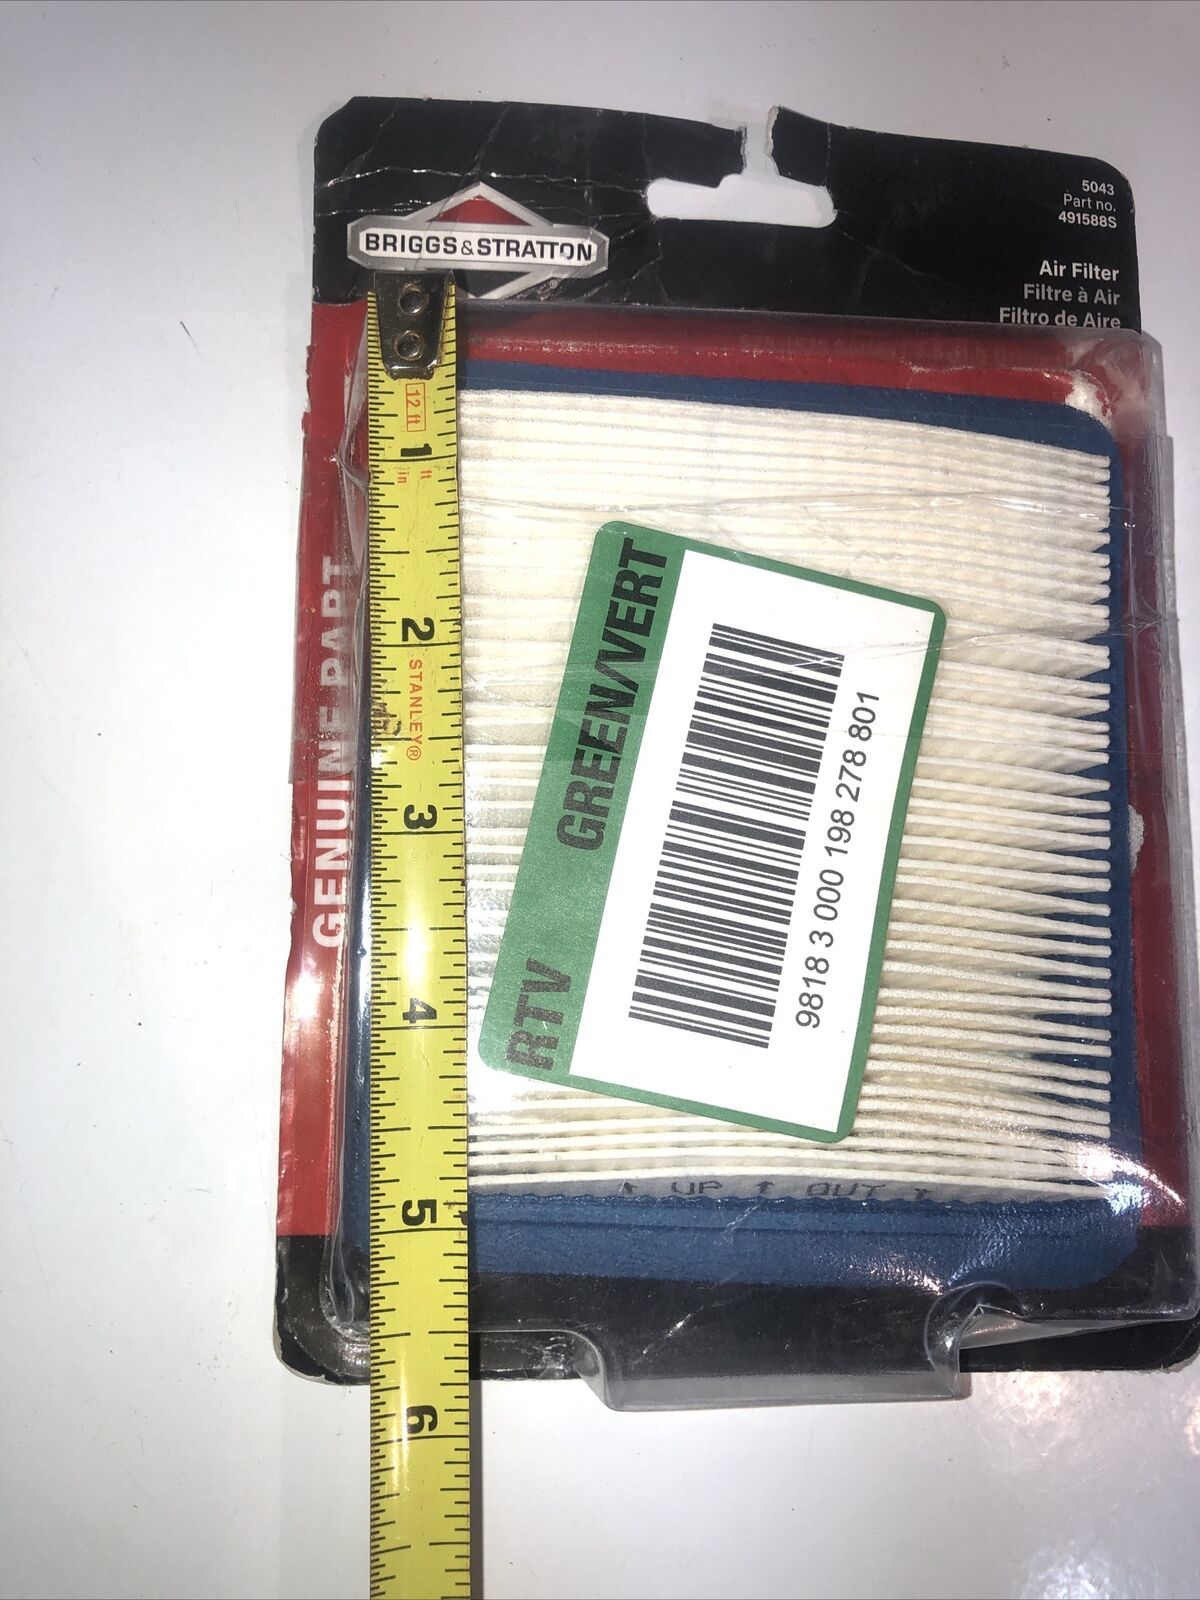 BRIGGS&STRATTON
®
5043
Part no.
491588S
Air Filter
Filtre à Air
Filtro de Aire
GENUINE PART
12 ft
1
in
ft
2
STANLEY®
3
4
5
6
RTV GREEN/VERT
9818 3 000 198 278 801
↑ UP ↑ OUT ↑